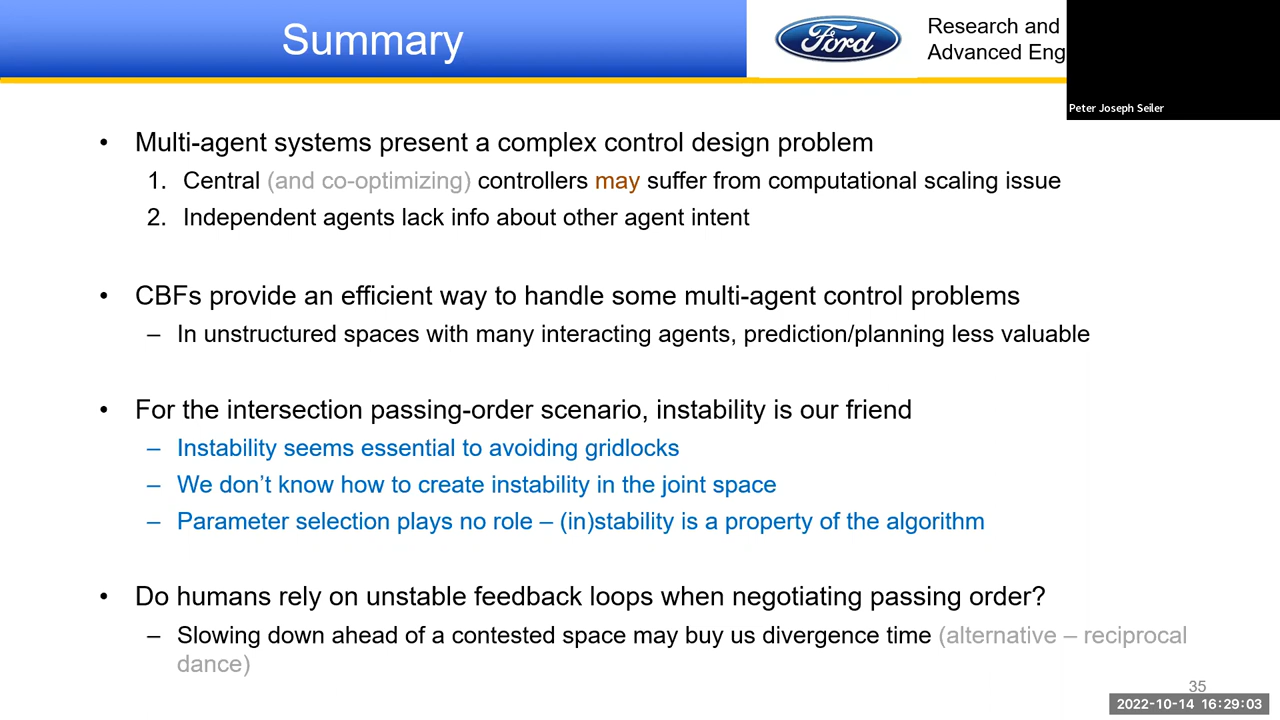 Summary
Ford
Research and
Advanced Eng
Peter Joseph Seiler
• Multi-agent systems present a complex control design problem
1. Central (and co-optimizing) controllers may suffer from computational scaling issue
2. Independent agents lack info about other agent intent
• CBFs provide an efficient way to handle some multi-agent control problems
– In unstructured spaces with many interacting agents, prediction/planning less valuable
• For the intersection passing-order scenario, instability is our friend
– Instability seems essential to avoiding gridlocks
– We don’t know how to create instability in the joint space
– Parameter selection plays no role – (in)stability is a property of the algorithm
• Do humans rely on unstable feedback loops when negotiating passing order?
– Slowing down ahead of a contested space may buy us divergence time (alternative – reciprocal
dance)
35
2022-10-14 16:29:03